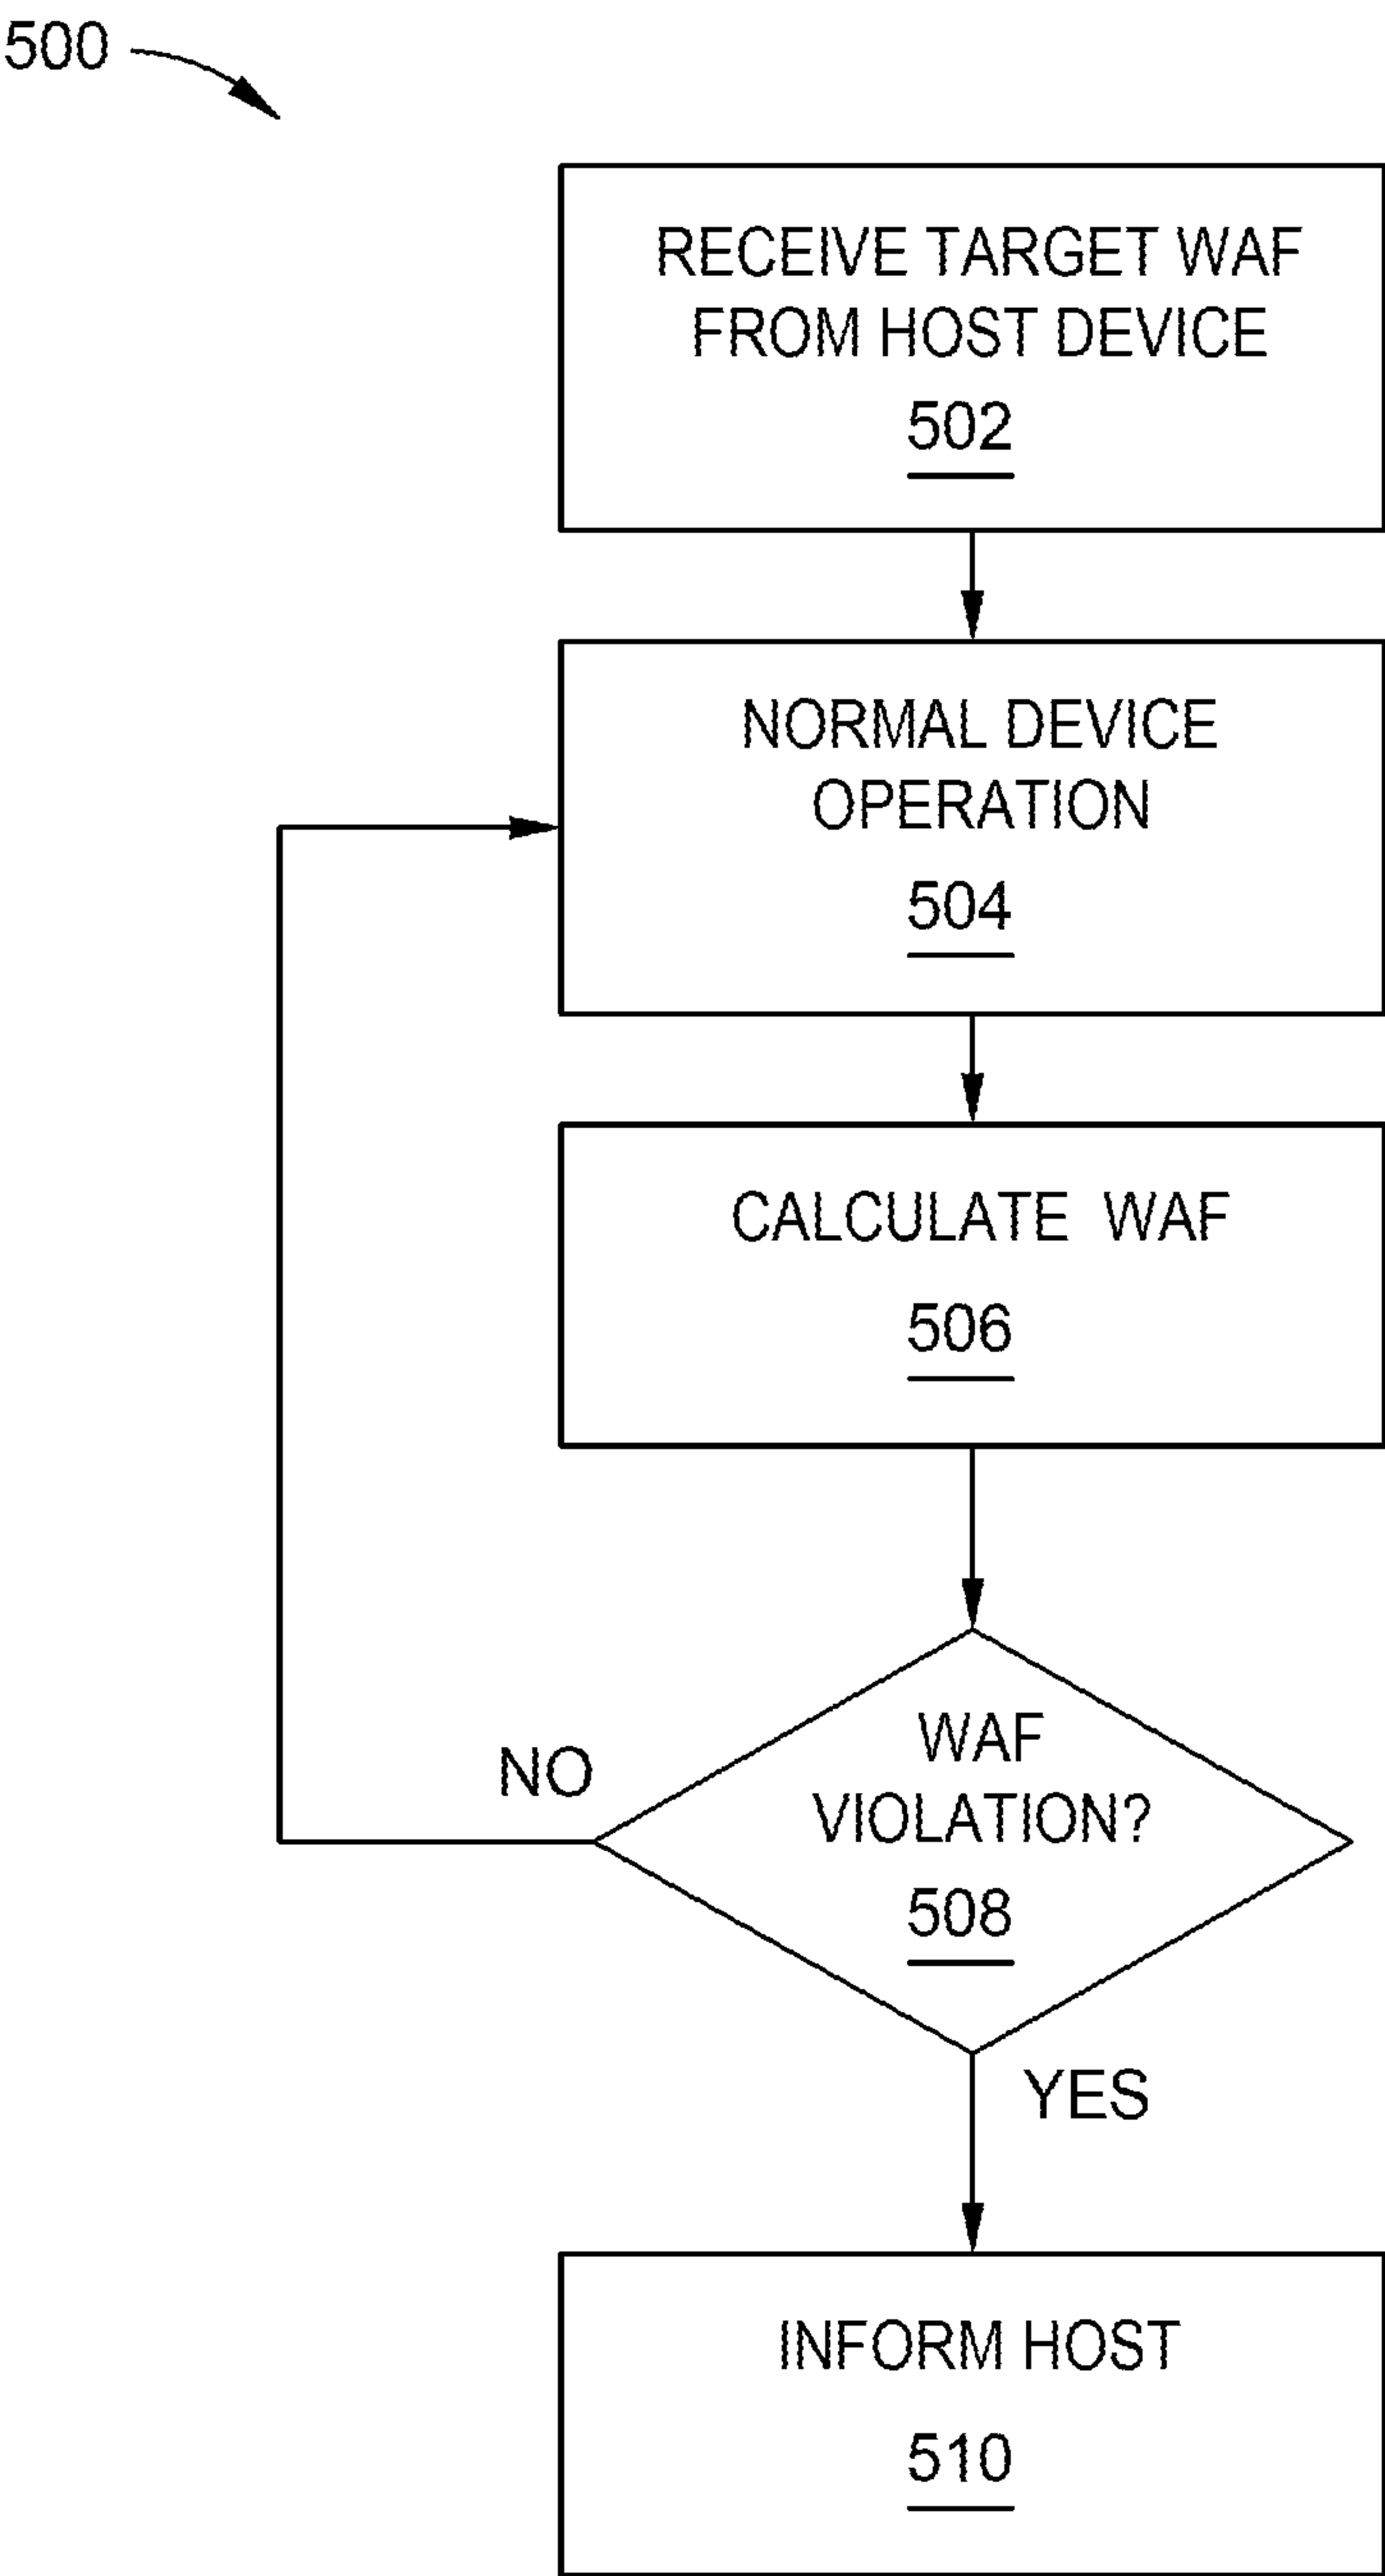 500
RECEIVE TARGET WAF
FROM HOST DEVICE
502
NORMAL DEVICE
OPERATION
504
CALCULATE WAF
506
WAF
VIOLATION?
508
NO
YES
INFORM HOST
510